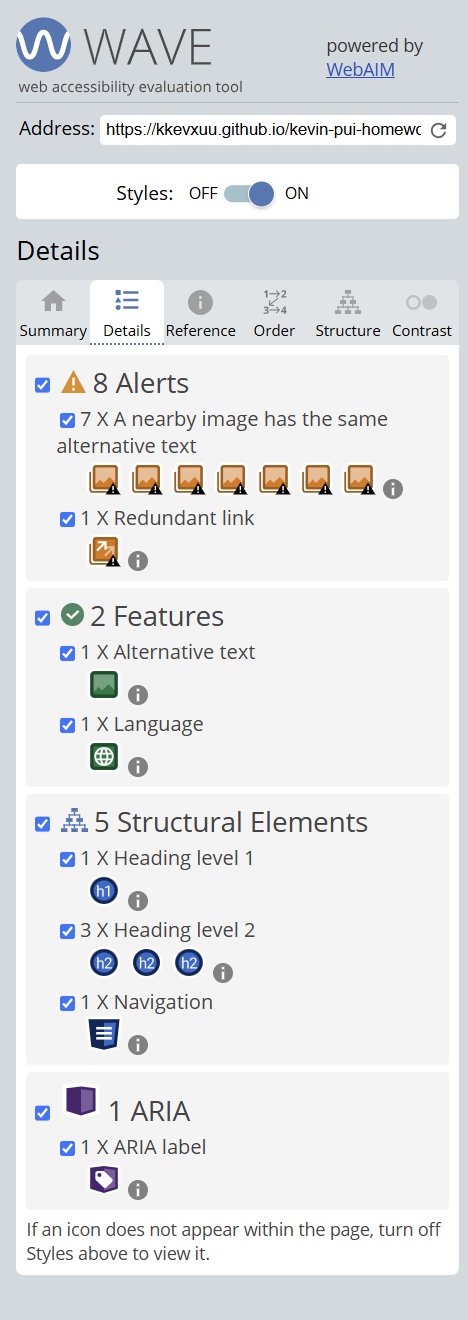 WAVE
web accessibility evaluation tool
powered by
WebAIM
Address: https://kkevxuu.github.io/kevin-pui-homewo
Styles: OFF ON
Details
Summary Details Reference Order Structure Contrast
8 Alerts
7 X A nearby image has the same
alternative text
1 X Redundant link
2 Features
1 X Alternative text
1 X Language
5 Structural Elements
1 X Heading level 1
h1
3 X Heading level 2
h2 h2 h2
1 X Navigation
1 ARIA
1 X ARIA label
If an icon does not appear within the page, turn off
Styles above to view it.